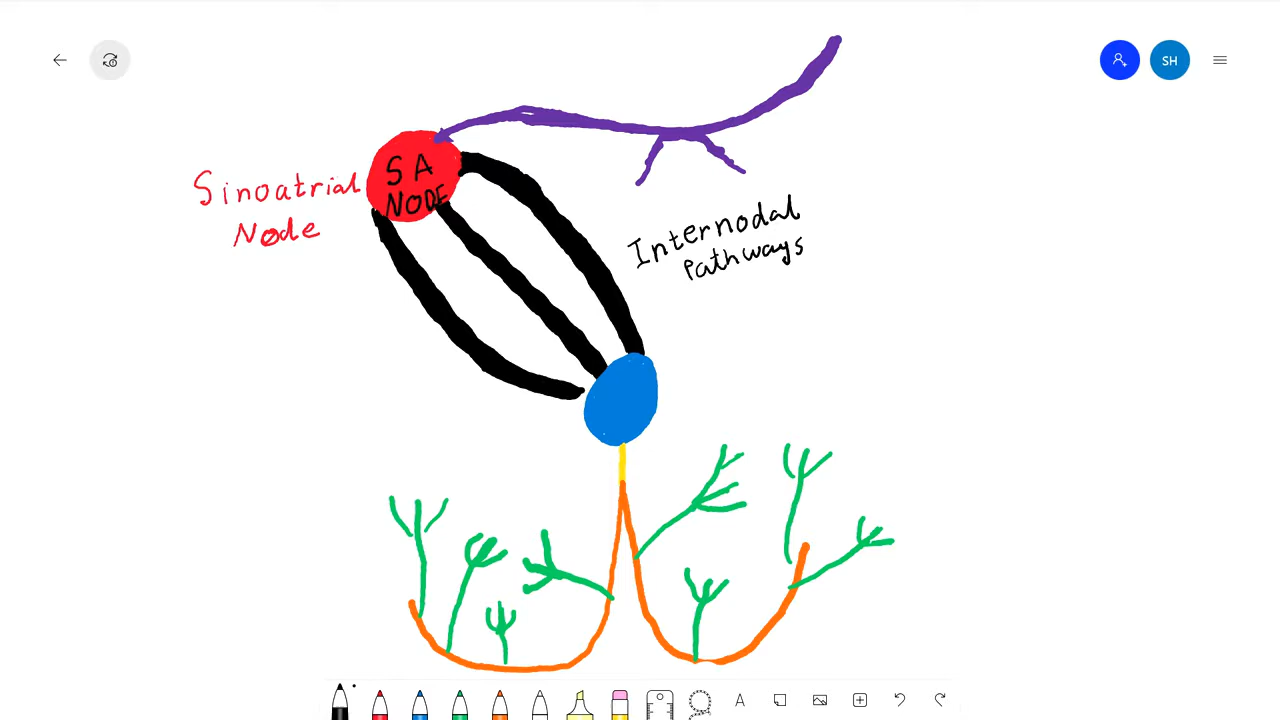 SH
SA
NODE
Sinoatrial
Node
Internodal
Pathways
A